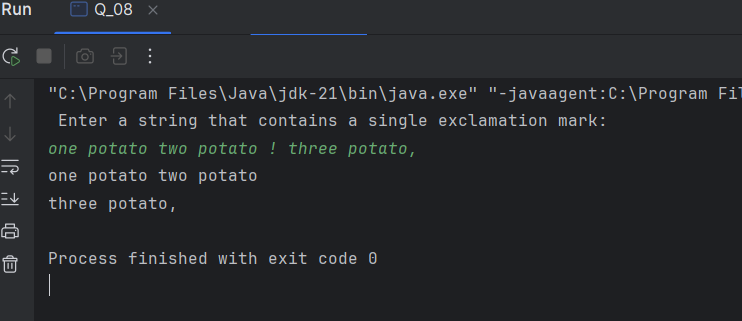 Run Q_08
"C:\Program Files\Java\jdk-21\bin\java.exe" "-javaagent:C:\Program Fil
Enter a string that contains a single exclamation mark:
one potato two potato ! three potato,
one potato two potato
three potato,
Process finished with exit code 0